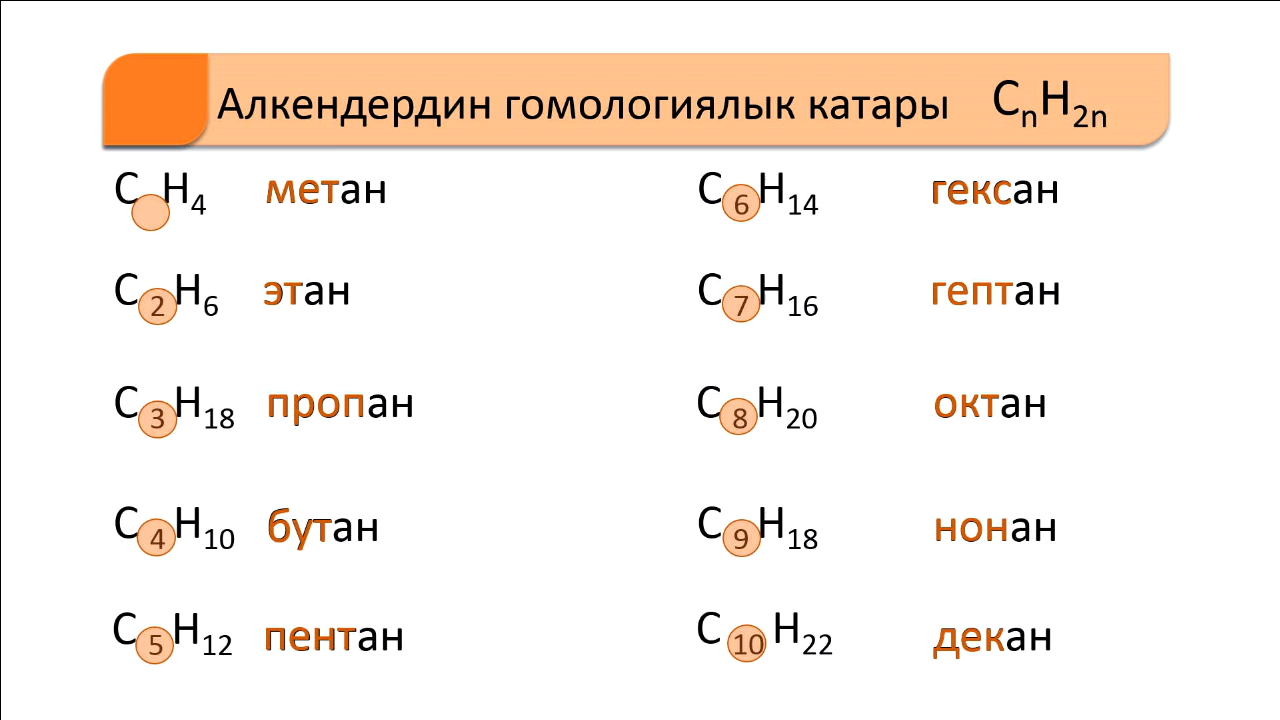 Алкендердин гомологиялык катары CnH2n
C H4 метан
C2H6 этан
C3H18 пропан
C4H10 бутан
C5H12 пентан
C6H14 гексан
C7H16 гептан
C8H20 октан
C9H18 нонан
C10H22 декан